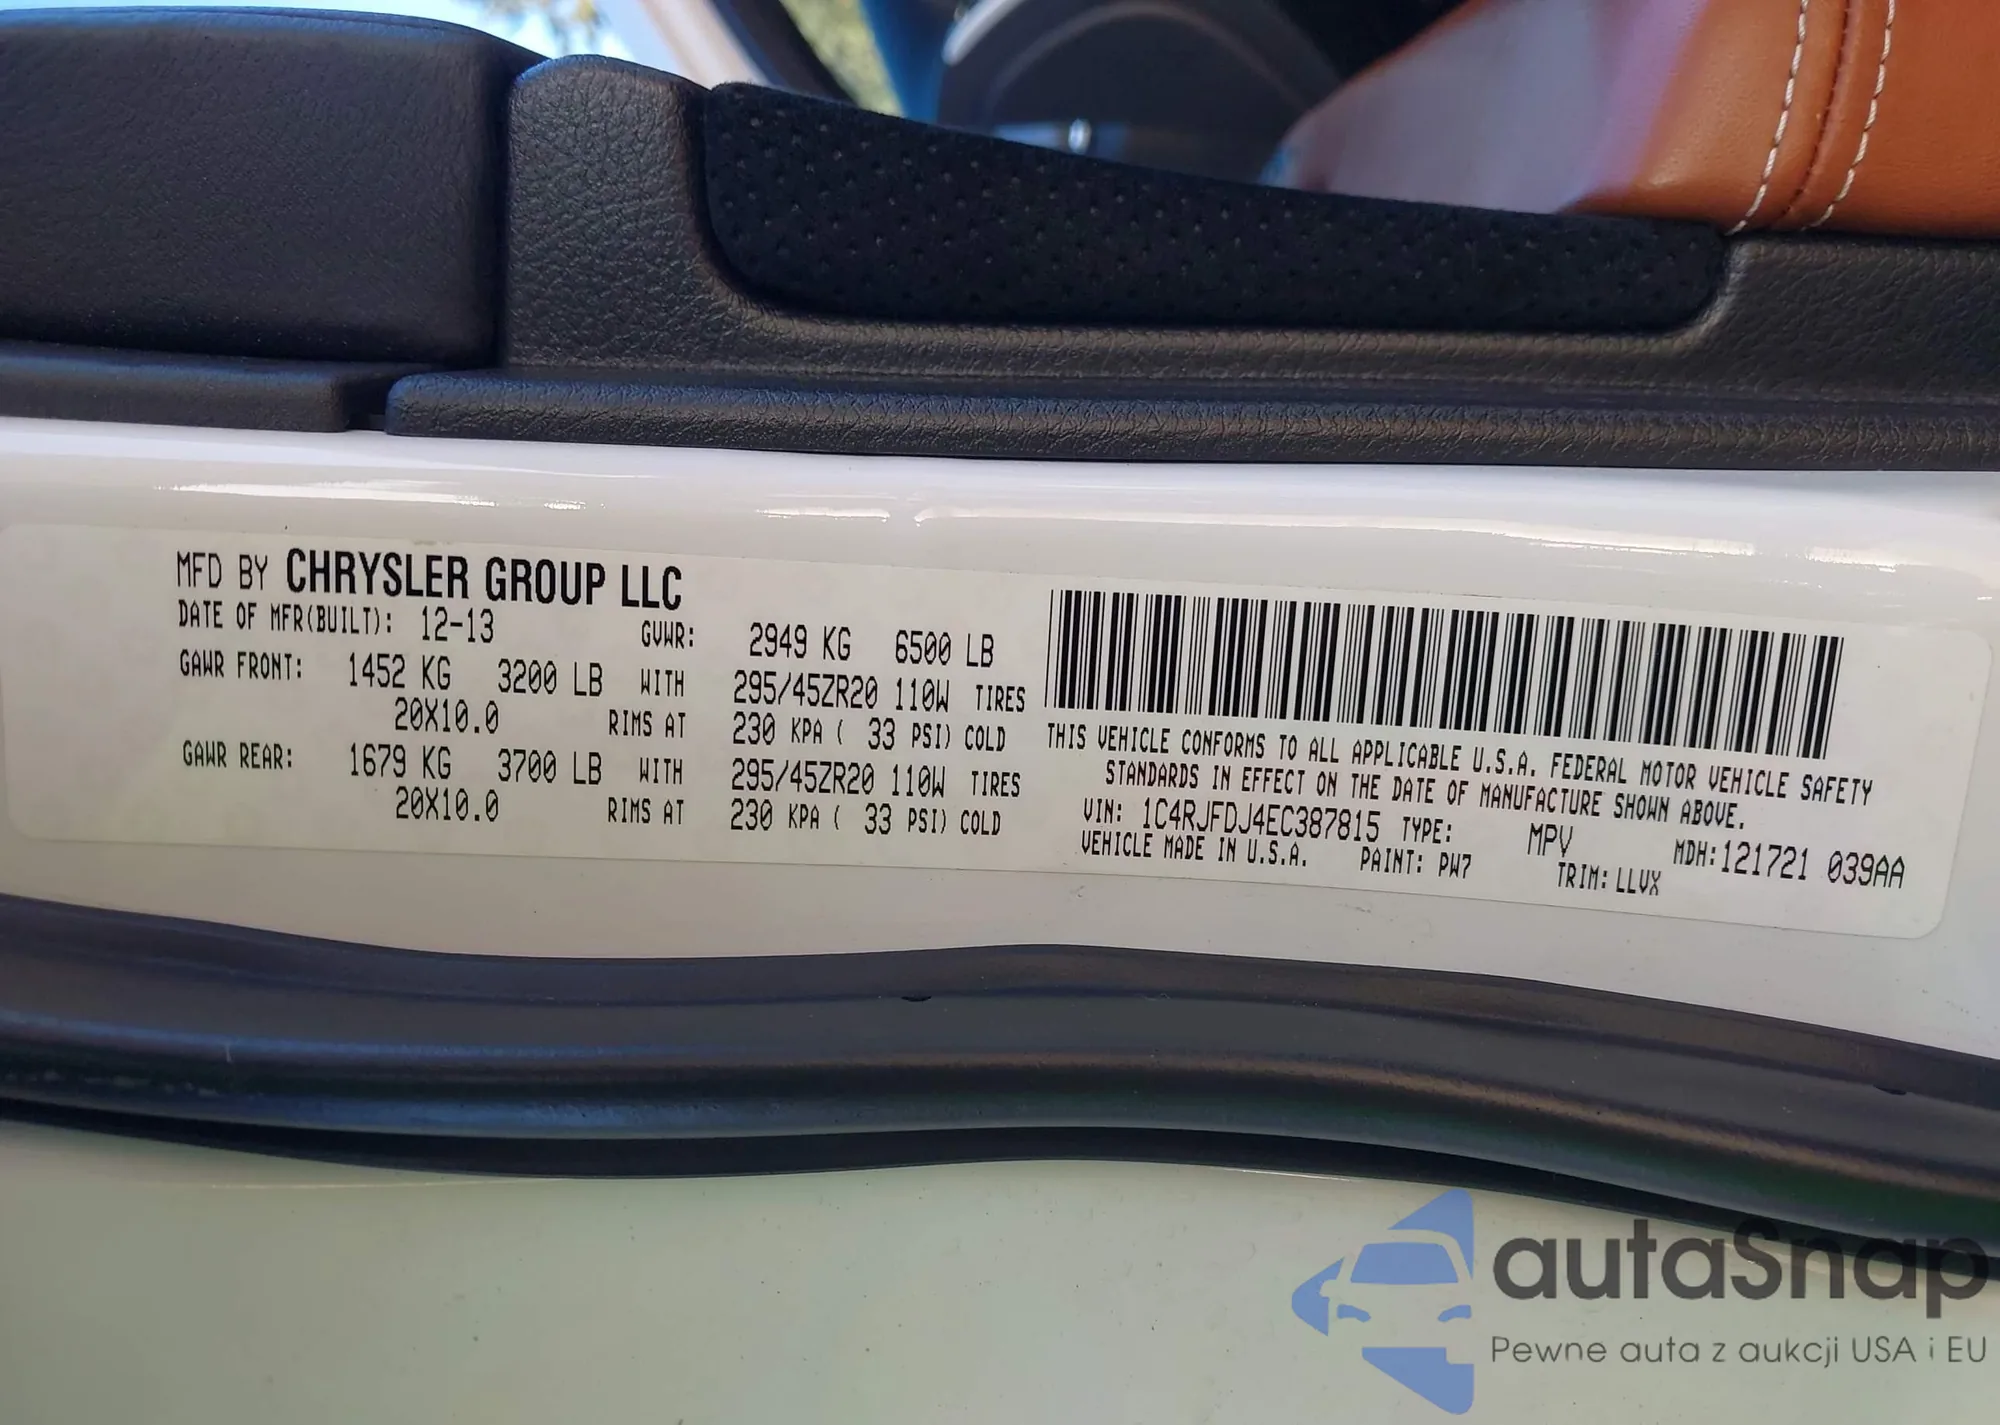 MFD BY CHRYSLER GROUP LLC
DATE OF MFR(BUILT): 12-13 GVWR: 2949 KG 6500 LB
GAWR FRONT: 1452 KG 3200 LB WITH 295/45ZR20 110W TIRES
20X10.0 RIMS AT 230 KPA ( 33 PSI) COLD
GAWR REAR: 1679 KG 3700 LB WITH 295/45ZR20 110W TIRES
20X10.0 RIMS AT 230 KPA ( 33 PSI) COLD
THIS VEHICLE CONFORMS TO ALL APPLICABLE U.S.A. FEDERAL MOTOR VEHICLE SAFETY
STANDARDS IN EFFECT ON THE DATE OF MANUFACTURE SHOWN ABOVE.
VIN: 1C4RJFDJ4EC387815 TYPE: MPV MDH:121721 039AA
VEHICLE MADE IN U.S.A. PAINT: PW7 TRIM: LLVX
autaSnap
Pewne auta z aukcji USA i EU